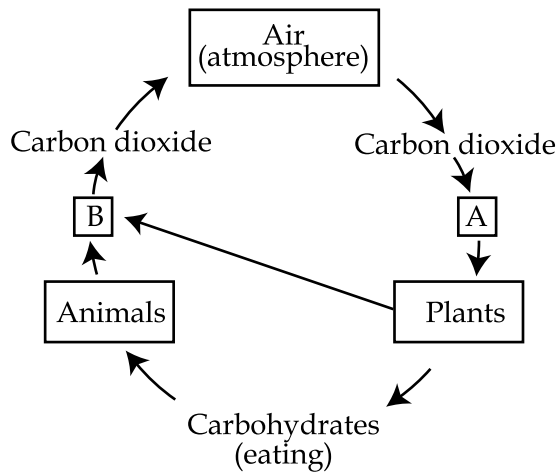 Air
(atmosphere)
Carbon dioxide
Carbon dioxide
B
A
Animals
Plants
Carbohydrates
(eating)